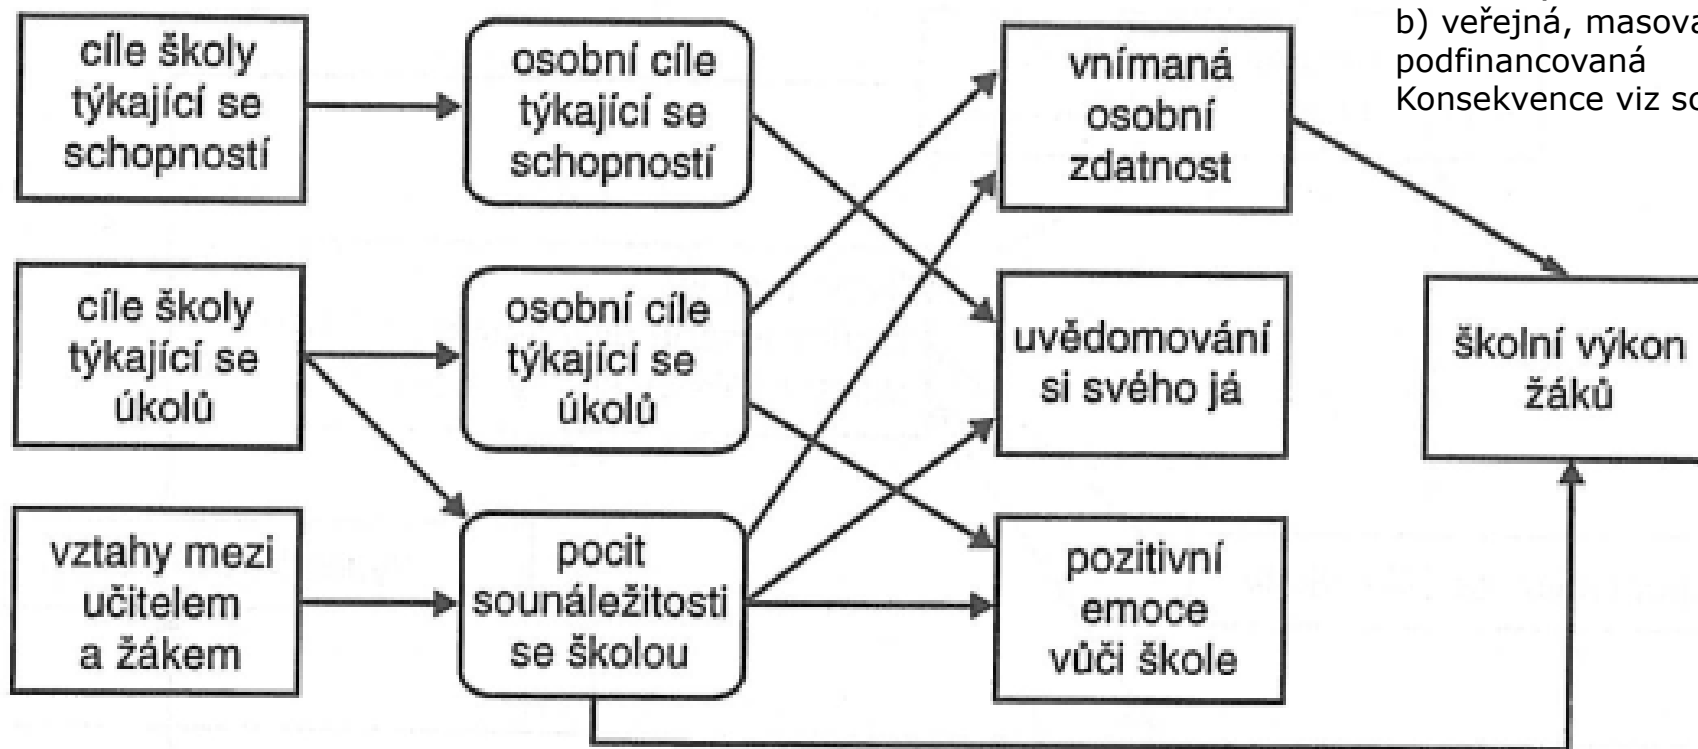 cíle školy
týkající se
schopností
osobní cíle
týkající se
schopností
vnímaná
osobní
zdatnost
b) veřejná,
podfinancovaná
Konsekvence viz
cíle školy
týkající se
úkolů
osobní cíle
týkající se
úkolů
uvědomování
si svého já
školní výkon
žáků
vztahy mezi
učitelem
a žákem
pocit
sounáležitosti
se školou
pozitivní
emoce
vůči škole